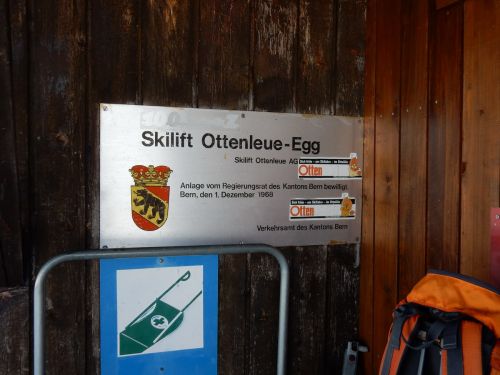 Skilift Ottenleue-Egg
Skilift Ottenleue AG
Otten
Anlage vom Regierungsrat des Kantons Bern bewilligt.
Bern, den 1. Dezember 1968
Otten
Verkehrsamt des Kantons Bern